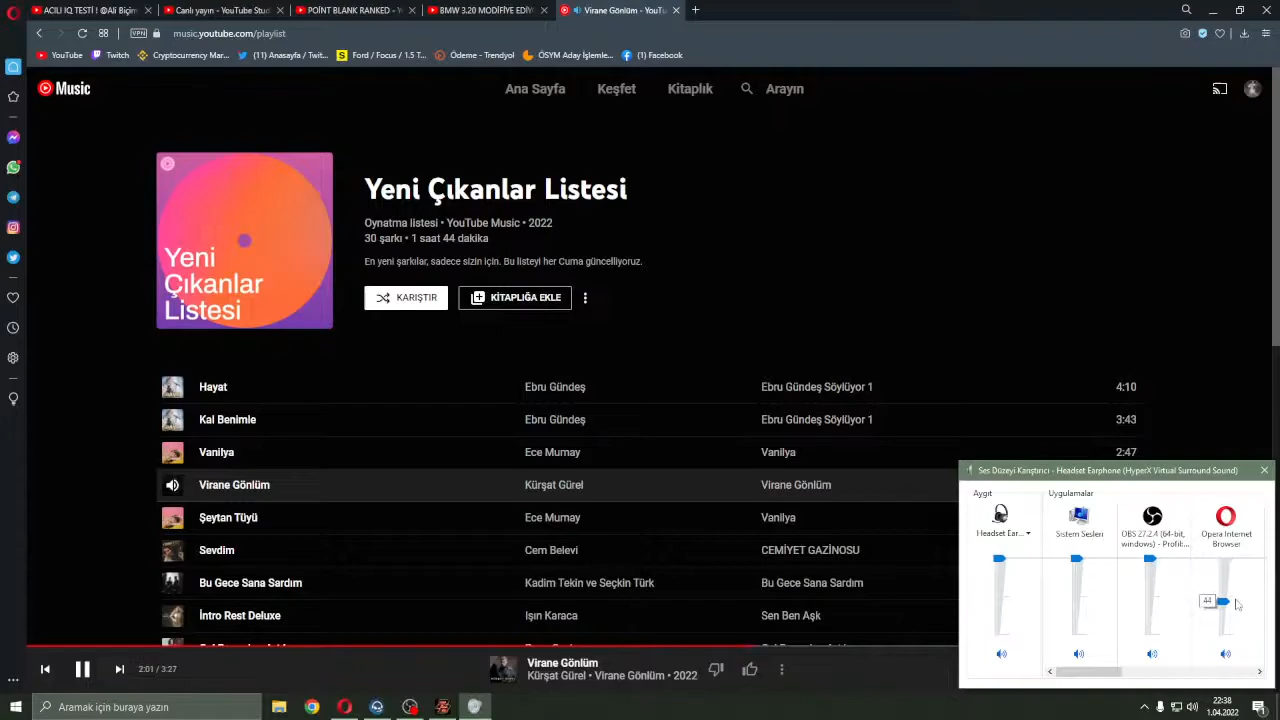 ACILI IQ TESTİ ! @Ali Biçim
Canlı yayın - YouTube Stud
POİNT BLANK RANKED - Y
BMW 3.20 MODİFİYE EDİY
Virane Gönlüm - YouTu
VPN
music.youtube.com/playlist
YouTube
Twitch
Cryptocurrency Mar...
(11) Anasayfa / Twit...
Ford / Focus / 1.5 T...
Ödeme - Trendyol
ÖSYM Aday İşlemle...
(1) Facebook
Music
Ana Sayfa
Keşfet
Kitaplık
Arayın
Yeni
Çıkanlar
Listesi
Yeni Çıkanlar Listesi
Oynatma listesi • YouTube Music • 2022
30 şarkı • 1 saat 44 dakika
En yeni şarkılar, sadece sizin için. Bu listeyi her Cuma güncelliyoruz.
KARIŞTIR
KİTAPLIĞA EKLE
Hayat Ebru Gündeş Ebru Gündeş Söylüyor 1 4:10
Kal Benimle Ebru Gündeş Ebru Gündeş Söylüyor 1 3:43
Vanilya Ece Mumay Vanilya 2:47
Virane Gönlüm Kürşat Gürel Virane Gönlüm
Şeytan Tüyü Ece Mumay Vanilya
Sevdim Cem Belevi CEMİYET GAZİNOSU
Bu Gece Sana Sardım Kadim Tekin ve Seçkin Türk Bu Gece Sana Sardım
İntro Rest Deluxe Işın Karaca Sen Ben Aşk
Ses Düzeyi Karıştırıcı - Headset Earphone (HyperX Virtual Surround Sound)
Aygıt
Uygulamalar
Headset Ear...
Sistem Sesleri
OBS 27.2.4 (64-bit,
windows) - Profil:...
Opera Internet
Browser
44
2:01 / 3:27
Virane Gönlüm
Kürşat Gürel • Virane Gönlüm • 2022
Aramak için buraya yazın
22:38
1.04.2022